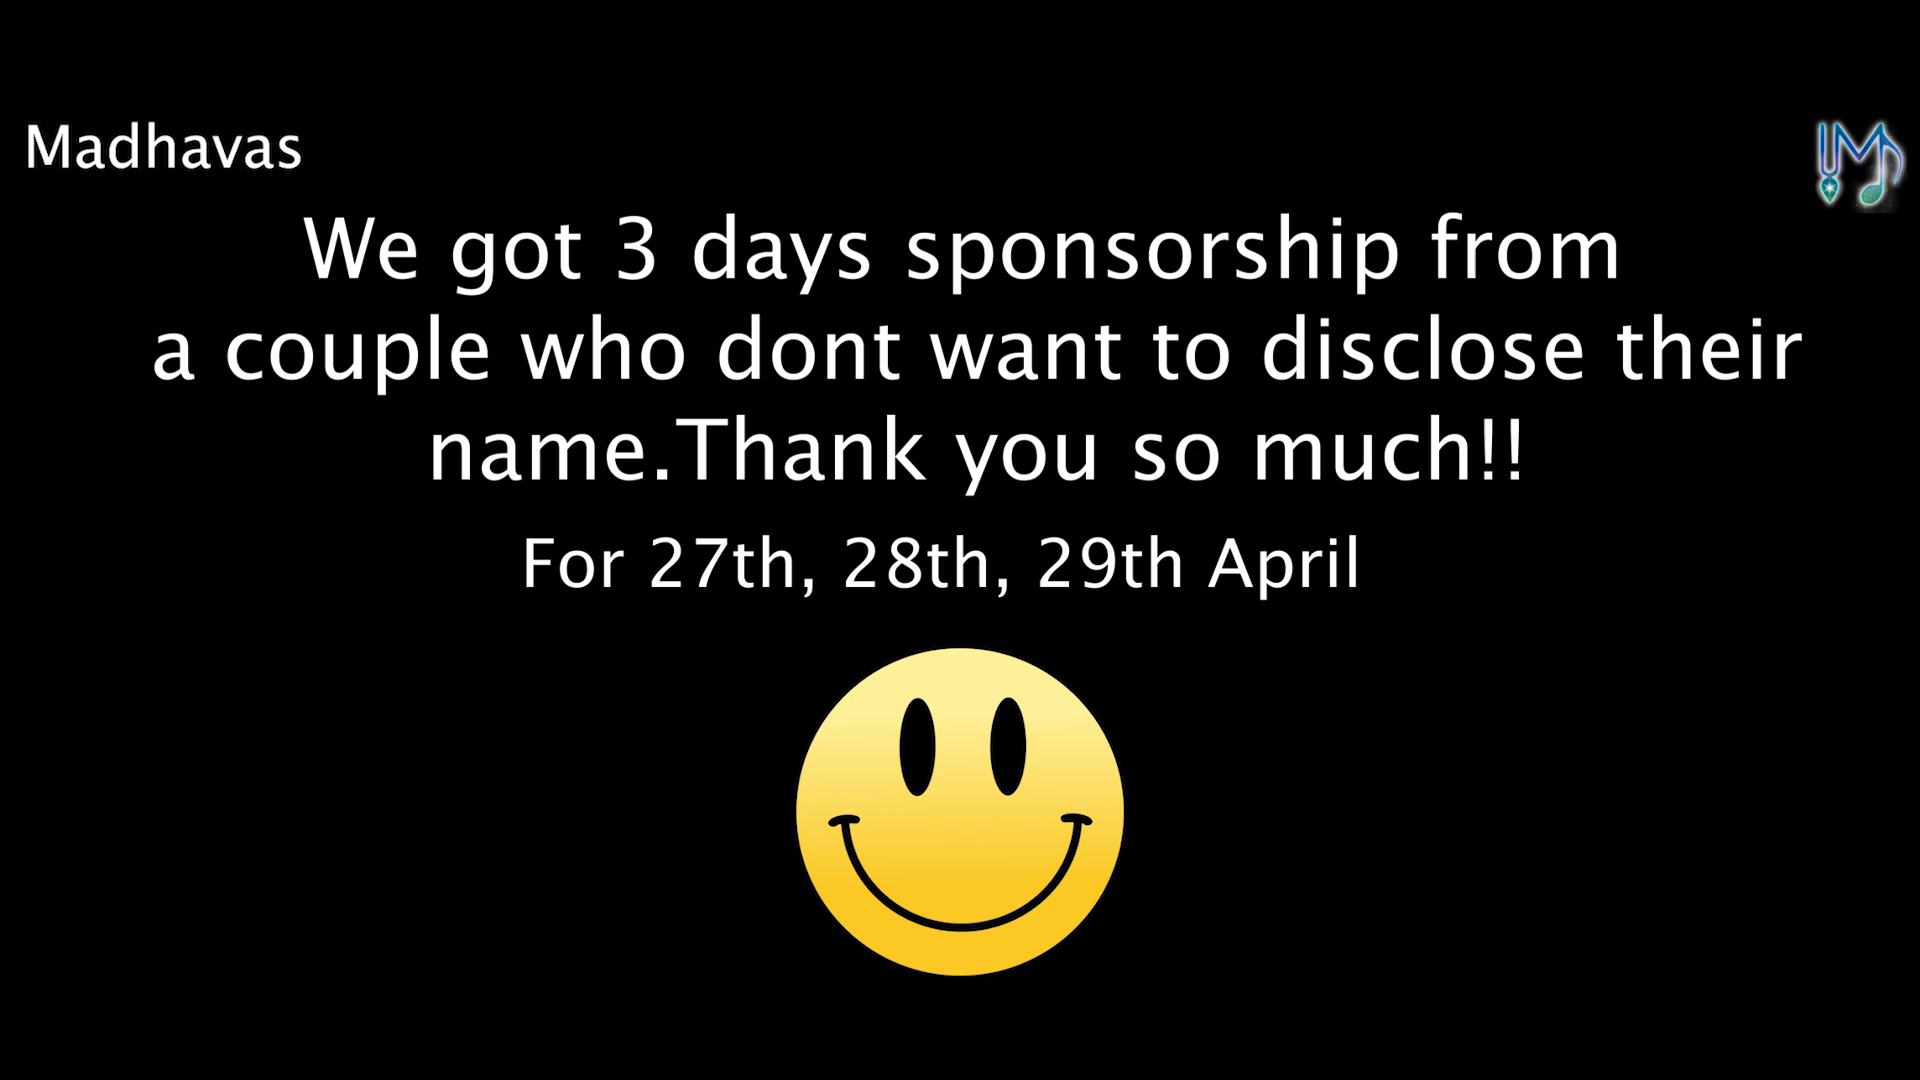 Madhavas
We got 3 days sponsorship from
a couple who dont want to disclose their
name.Thank you so much!!
For 27th, 28th, 29th April